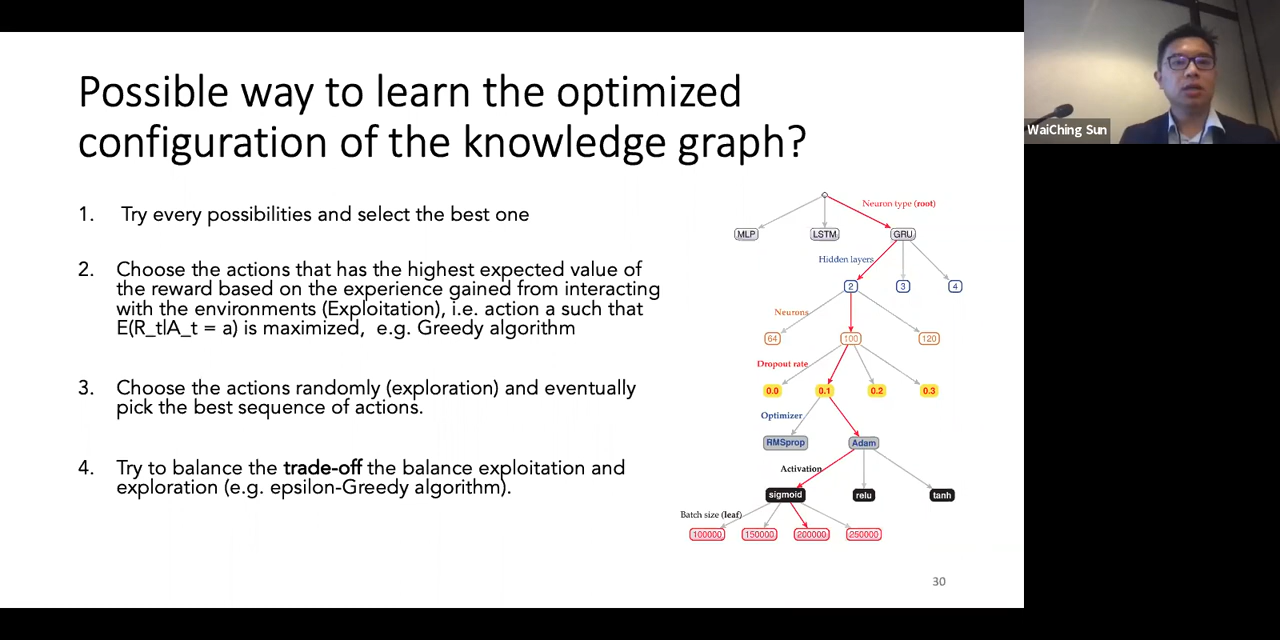 Possible way to learn the optimized
configuration of the knowledge graph?
1. Try every possibilities and select the best one
2. Choose the actions that has the highest expected value of
the reward based on the experience gained from interacting
with the environments (Exploitation), i.e. action a such that
E(R_t|A_t = a) is maximized, e.g. Greedy algorithm
3. Choose the actions randomly (exploration) and eventually
pick the best sequence of actions.
4. Try to balance the trade-off the balance exploitation and
exploration (e.g. epsilon-Greedy algorithm).
Neuron type (root)
MLP LSTM GRU
Hidden layers
2 3 4
Neurons
64 100 120
Dropout rate
0.0 0.1 0.2 0.3
Optimizer
RMSprop Adam
Activation
sigmoid relu tanh
Batch size (leaf)
100000 150000 200000 250000
30
WaiChing Sun